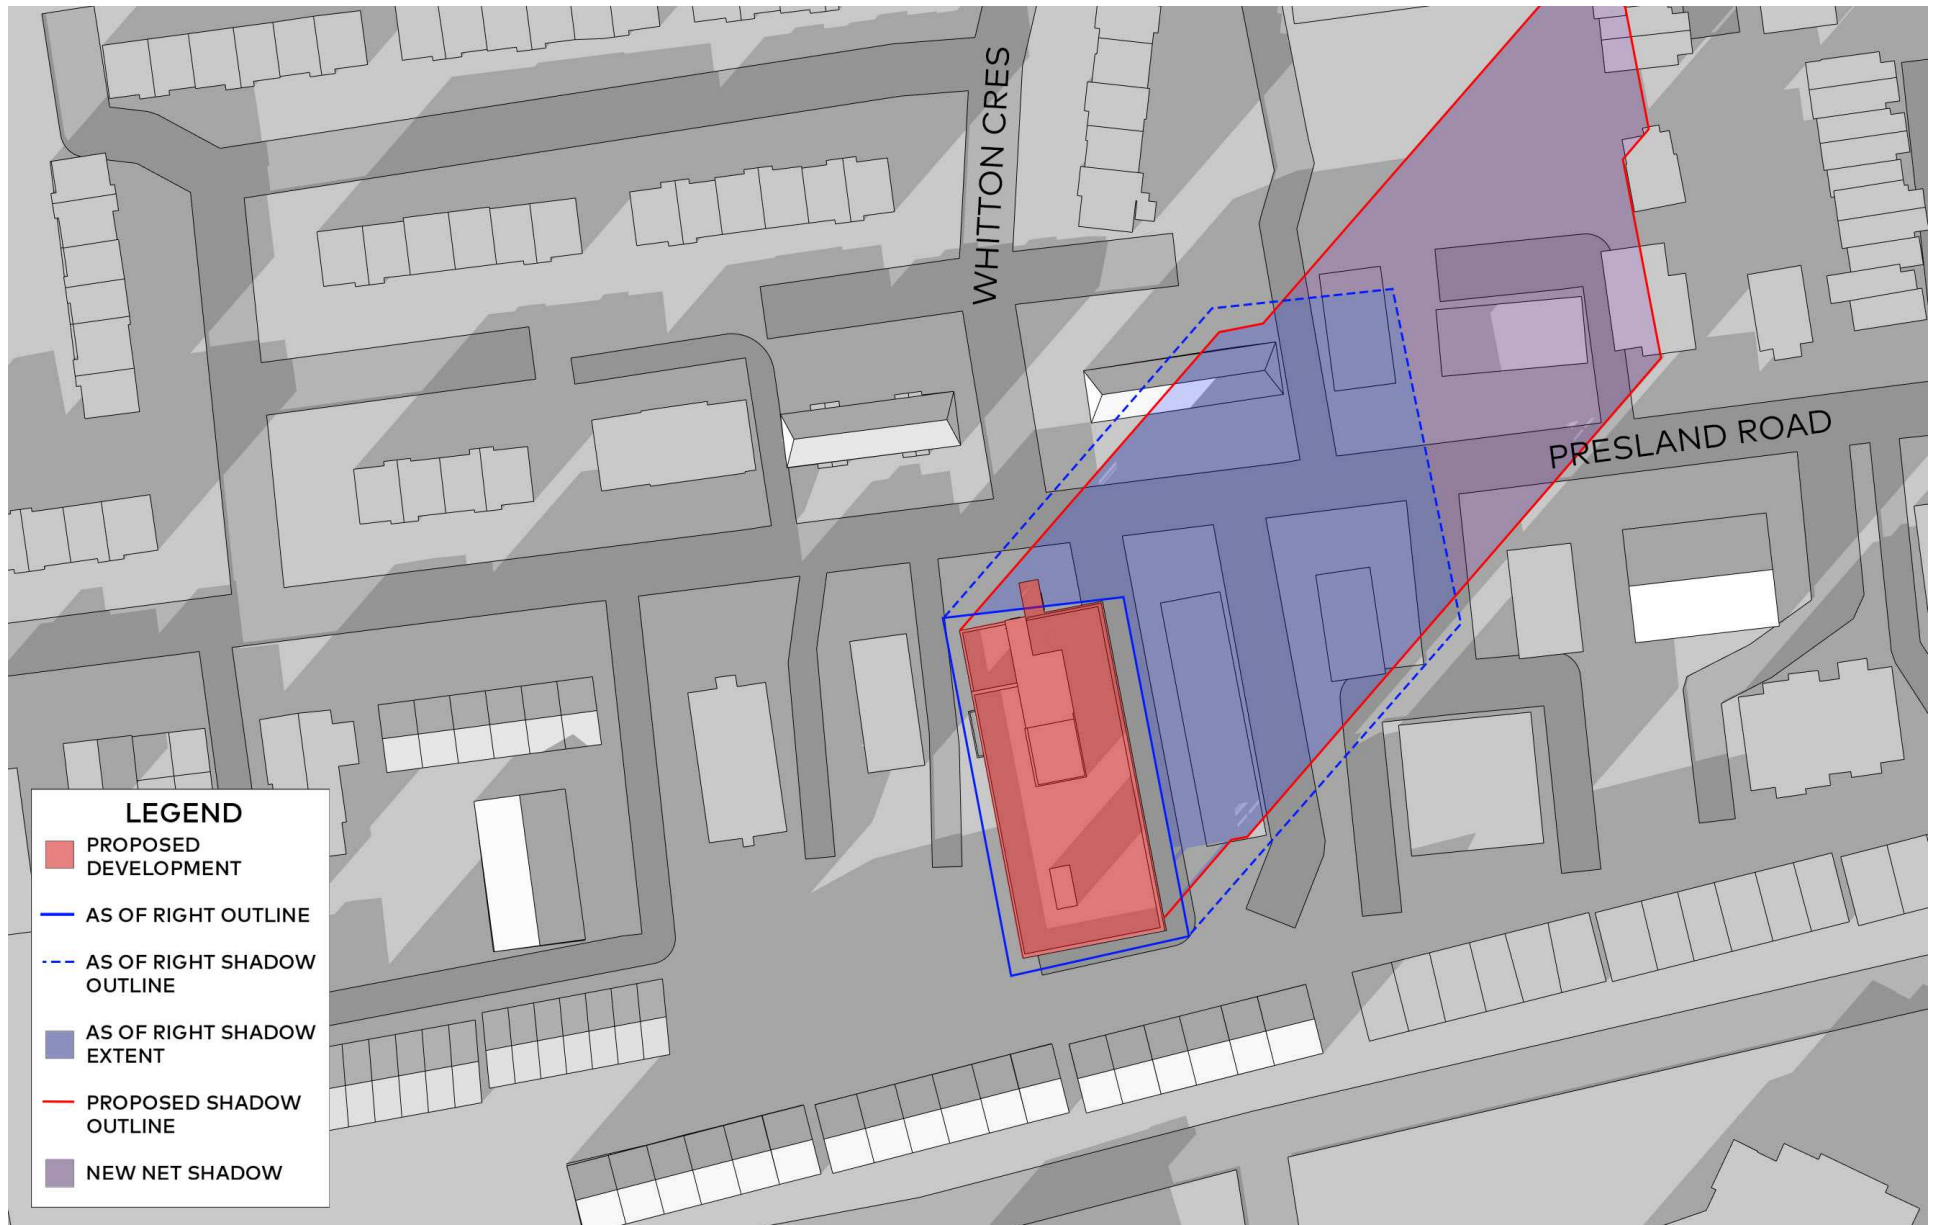 WHITTON CRES
PRESLAND ROAD
LEGEND
PROPOSED
DEVELOPMENT
AS OF RIGHT OUTLINE
AS OF RIGHT SHADOW
OUTLINE
AS OF RIGHT SHADOW
EXTENT
PROPOSED SHADOW
OUTLINE
NEW NET SHADOW